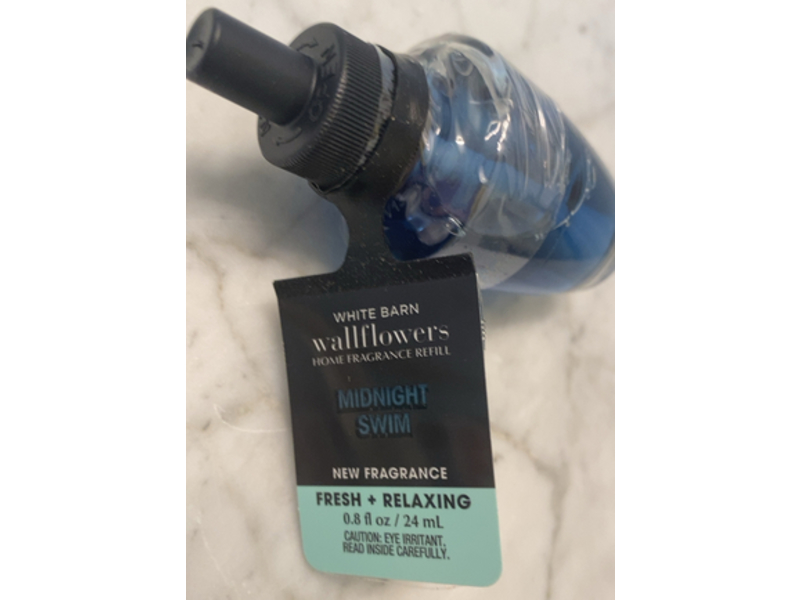 OPEN
WHITE BARN
wallflowers
HOME FRAGRANCE REFILL
MIDNIGHT
SWIM
NEW FRAGRANCE
FRESH + RELAXING
0.8 fl oz / 24 mL
CAUTION: EYE IRRITANT.
READ INSIDE CAREFULLY.